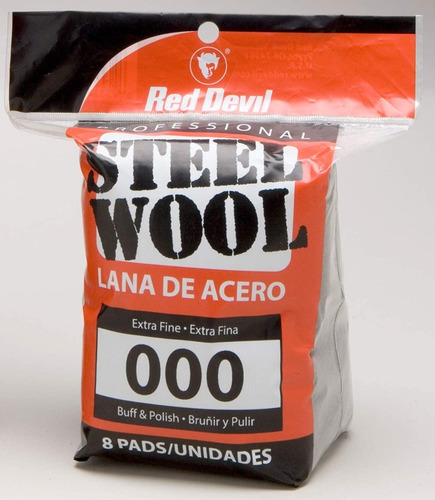 Red Devil®
PROFESSIONAL
STEEL
WOOL
LANA DE ACERO
Extra Fine • Extra Fina
000
Buff & Polish • Bruñir y Pulir
8 PADS/UNIDADES